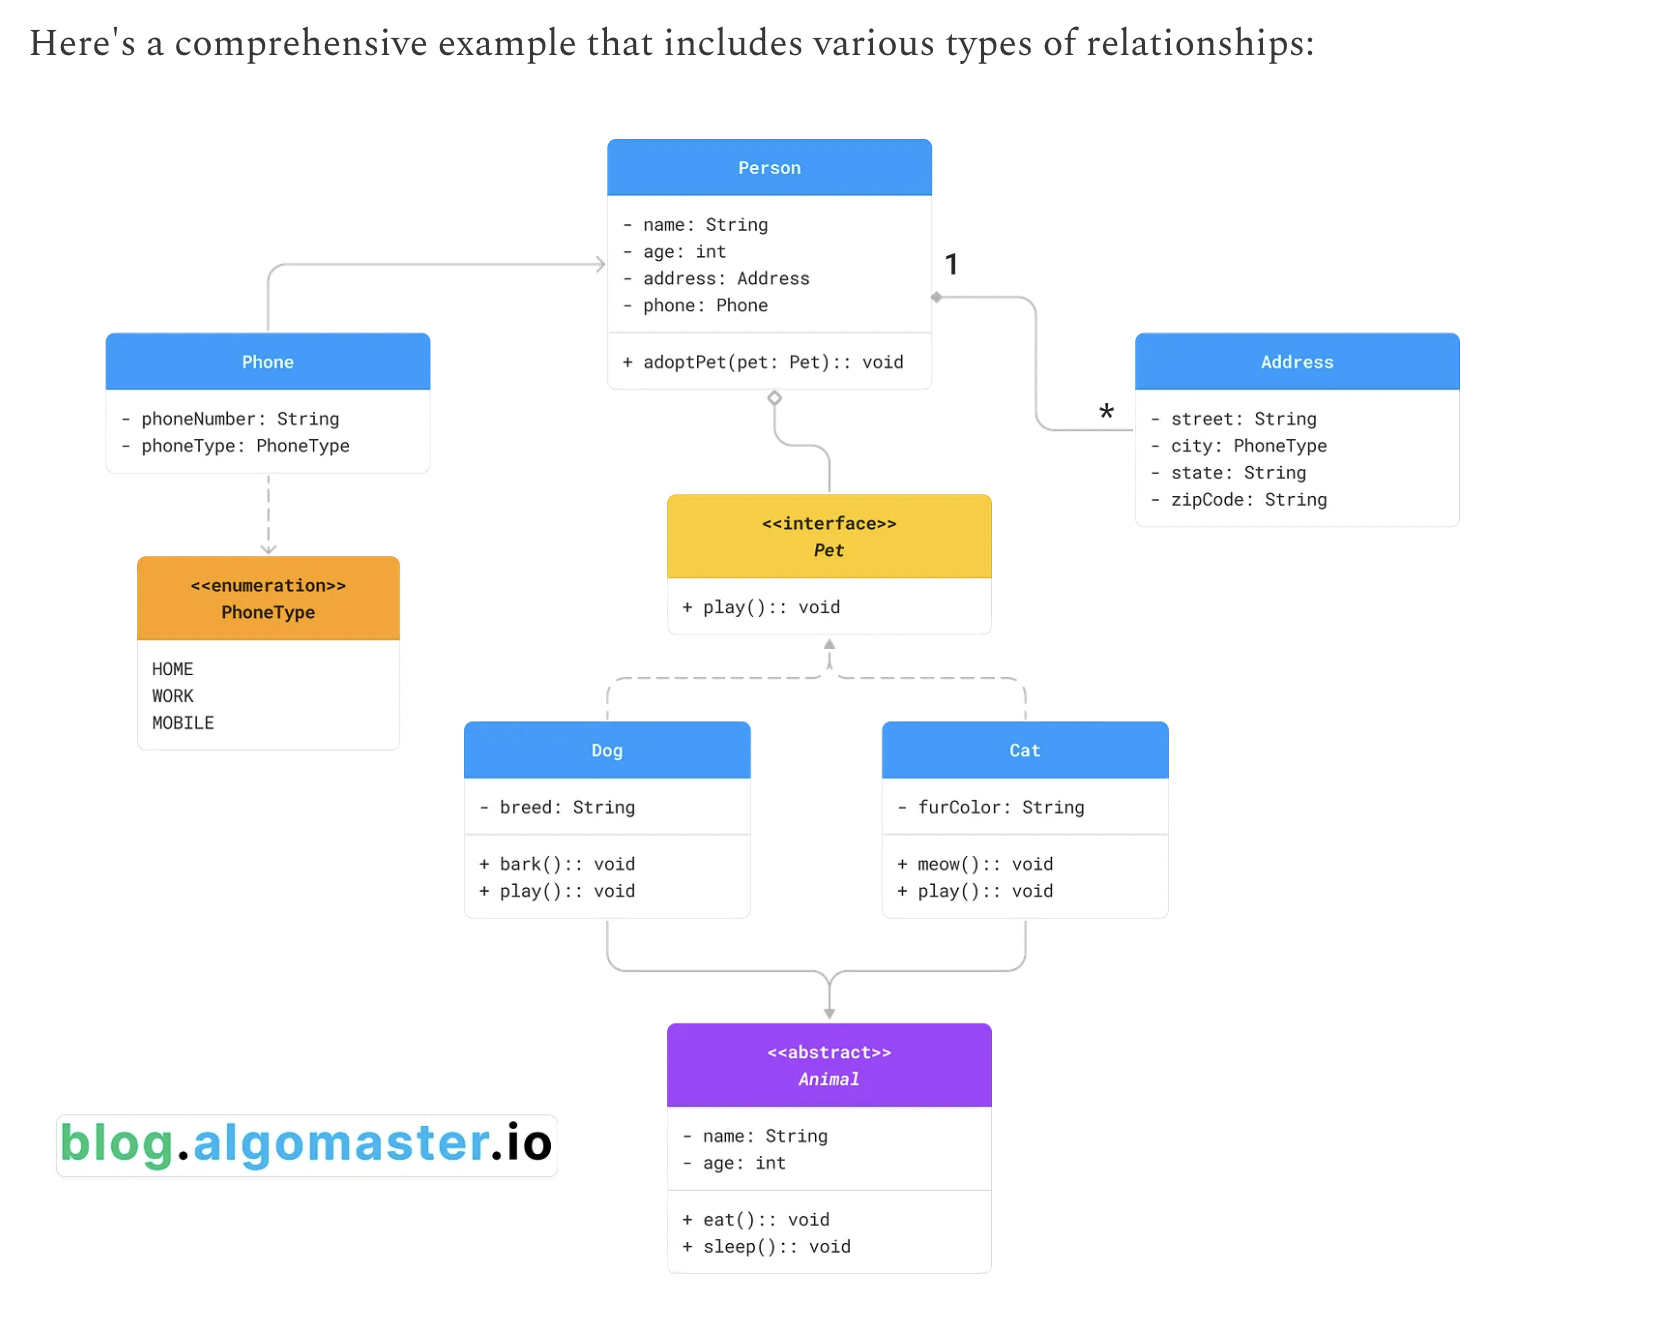 Here's a comprehensive example that includes various types of relationships:
Person
- name: String
- age: int
- address: Address
- phone: Phone
+ adoptPet(pet: Pet):: void
1
*
Phone
- phoneNumber: String
- phoneType: PhoneType
Address
- street: String
- city: PhoneType
- state: String
- zipCode: String
<<interface>>
Pet
+ play():: void
<<enumeration>>
PhoneType
HOME
WORK
MOBILE
Dog
- breed: String
+ bark():: void
+ play():: void
Cat
- furColor: String
+ meow():: void
+ play():: void
<<abstract>>
Animal
- name: String
- age: int
+ eat():: void
+ sleep():: void
blog.algomaster.io